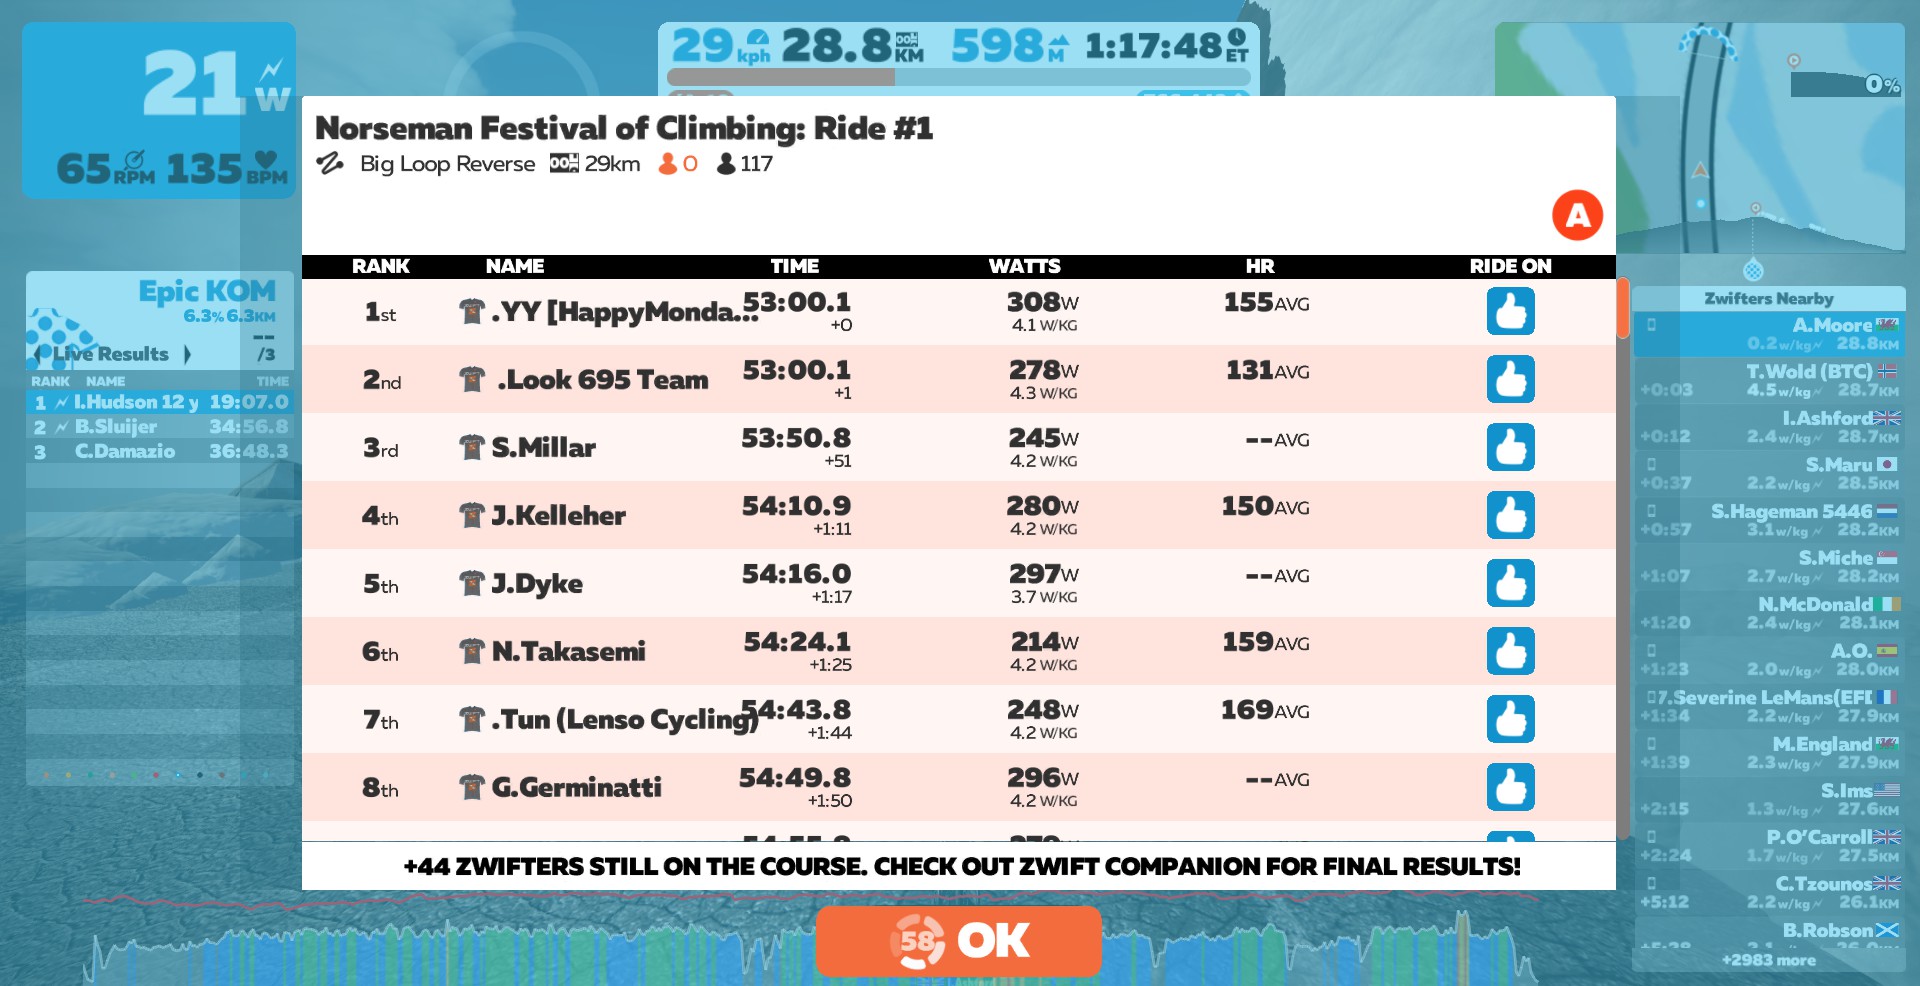 21 W
65 RPM 135 BPM
29 kph 28.8 KM 598 M 1:17:48 ET
0%
Norseman Festival of Climbing: Ride #1
Big Loop Reverse 29km 0 117
A
RANK NAME TIME WATTS HR RIDE ON
1st .YY [HappyMonda... 53:00.1 308W 155AVG
+0 4.1 W/KG
2nd .Look 695 Team 53:00.1 278W 131AVG
+1 4.3 W/KG
3rd S.Millar 53:50.8 245W --AVG
+51 4.2 W/KG
4th J.Kelleher 54:10.9 280W 150AVG
+1:11 4.2 W/KG
5th J.Dyke 54:16.0 297W --AVG
+1:17 3.7 W/KG
6th N.Takasemi 54:24.1 214W 159AVG
+1:25 4.2 W/KG
7th .Tun (Lenso Cycling) 54:43.8 248W 169AVG
+1:44 4.2 W/KG
8th G.Germinatti 54:49.8 296W --AVG
+1:50 4.2 W/KG
+44 ZWIFTERS STILL ON THE COURSE. CHECK OUT ZWIFT COMPANION FOR FINAL RESULTS!
58 OK
Epic KOM
6.3% 6.3KM
--
Live Results /3
RANK NAME TIME
1 I.Hudson 12 y 19:07.0
2 B.Sluijer 34:56.8
3 C.Damazio 36:48.3
Zwifters Nearby
A.Moore
0.2w/kg 28.8KM
T.Wold (BTC)
+0:03 4.5w/kg 28.7KM
I.Ashford
+0:12 2.4w/kg 28.7KM
S.Maru
+0:37 2.2w/kg 28.5KM
S.Hageman 5446
+0:57 3.1w/kg 28.2KM
S.Miche
+1:07 2.7w/kg 28.2KM
N.McDonald
+1:20 2.4w/kg 28.1KM
A.O.
+1:23 2.0w/kg 28.0KM
7.Severine LeMans(EFD
+1:34 2.2w/kg 27.9KM
M.England
+1:39 2.3w/kg 27.9KM
S.Ims
+2:15 1.3w/kg 27.6KM
P.O'Carroll
+2:24 1.7w/kg 27.5KM
C.Tzounos
+5:12 2.2w/kg 26.1KM
B.Robson
+2983 more